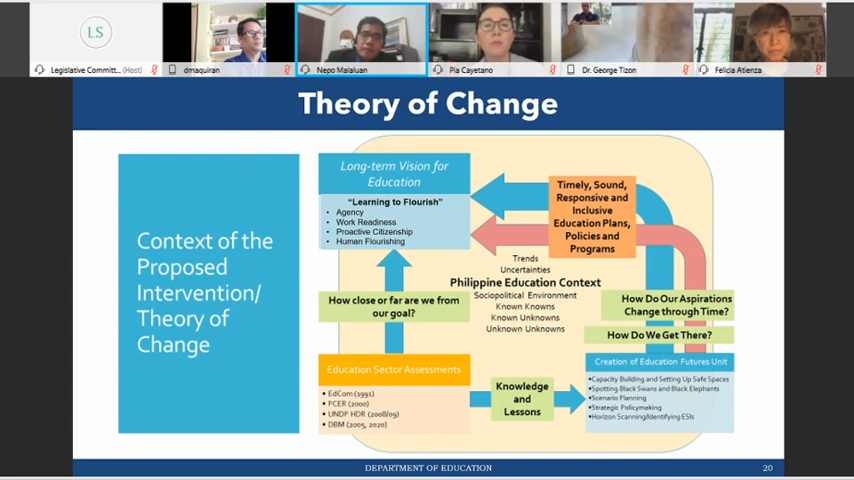 LS
Legislative Committ... (Host)
dmaquiran
Nepo Malaluan
Pia Cayetano
Dr. George Tizon
Felicia Atienza
Theory of Change
Context of the
Proposed
Intervention/
Theory of
Change
Long-term Vision for
Education
“Learning to Flourish”
• Agency
• Work Readiness
• Proactive Citizenship
• Human Flourishing
Timely, Sound,
Responsive and
Inclusive
Education Plans,
Policies and
Programs
Trends
Uncertainties
Philippine Education Context
Sociopolitical Environment
Known Knowns
Known Unknowns
Unknown Unknowns
How close or far are we from
our goal?
How Do Our Aspirations
Change through Time?
How Do We Get There?
Education Sector Assessments
• EdCom (1991)
• PCER (2000)
• UNDP HDR (2008/09)
• DBM (2005, 2020)
Knowledge
and
Lessons
Creation of Education Futures Unit
•Capacity Building and Setting Up Safe Spaces
•Spotting Black Swans and Black Elephants
•Scenario Planning
•Strategic Policymaking
•Horizon Scanning/Identifying ESIs
DEPARTMENT OF EDUCATION
20